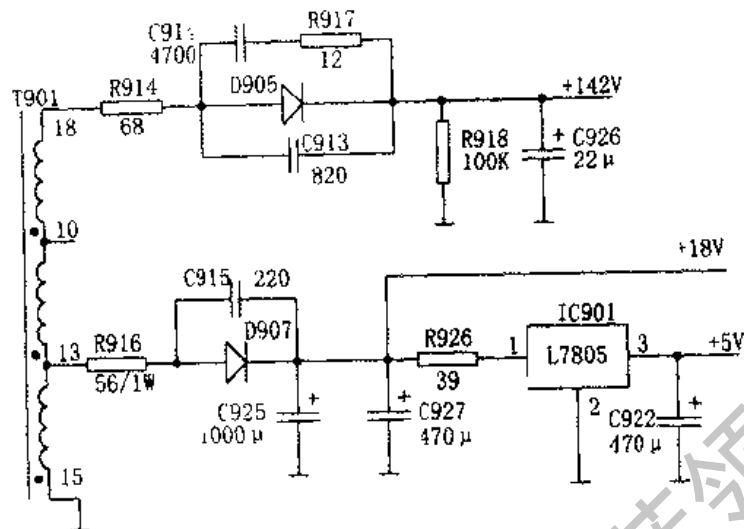 R917
4700
12
R914
D905
T901
18
68
+142V
C913
820
R918
100K
+
C926
22μ
10
+18V
C915
220
D907
IC901
13
R916
56/1W
R926
39
1
L7805
3
+5V
2
C925
+
1000μ
+
C927
470μ
+
C922
470μ
15